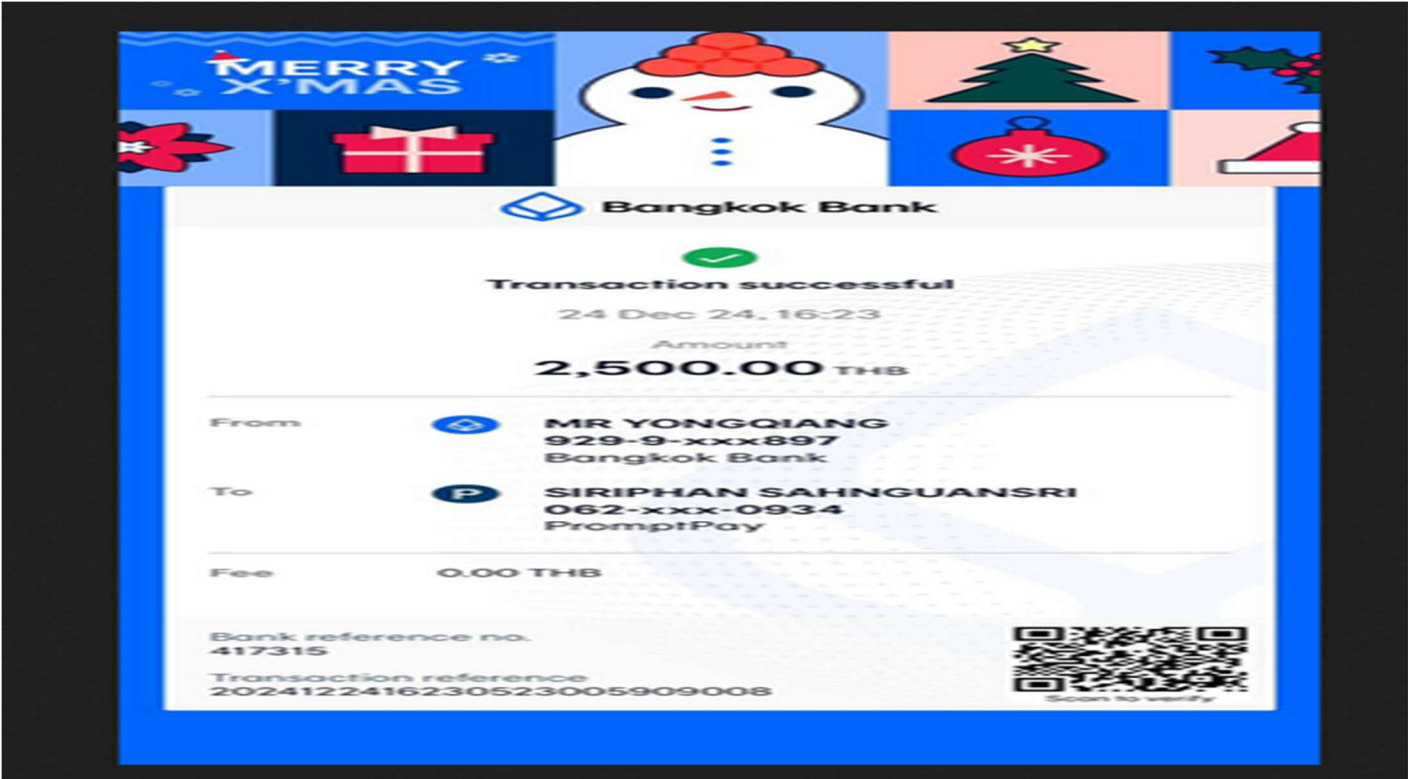 MERRY
X'MAS
Bangkok Bank
Transaction successful
24 Dec 24, 16:23
Amount
2,500.00 THB
From
MR YONGQIANG
929-9-xxx897
Bangkok Bank
To
SIRIPHAN SAHNGUANSRI
062-xxx-0934
PromptPay
Fee 0.00 THB
Bank reference no.
417315
Transaction reference
2024122416230523005909008
Scan to verify